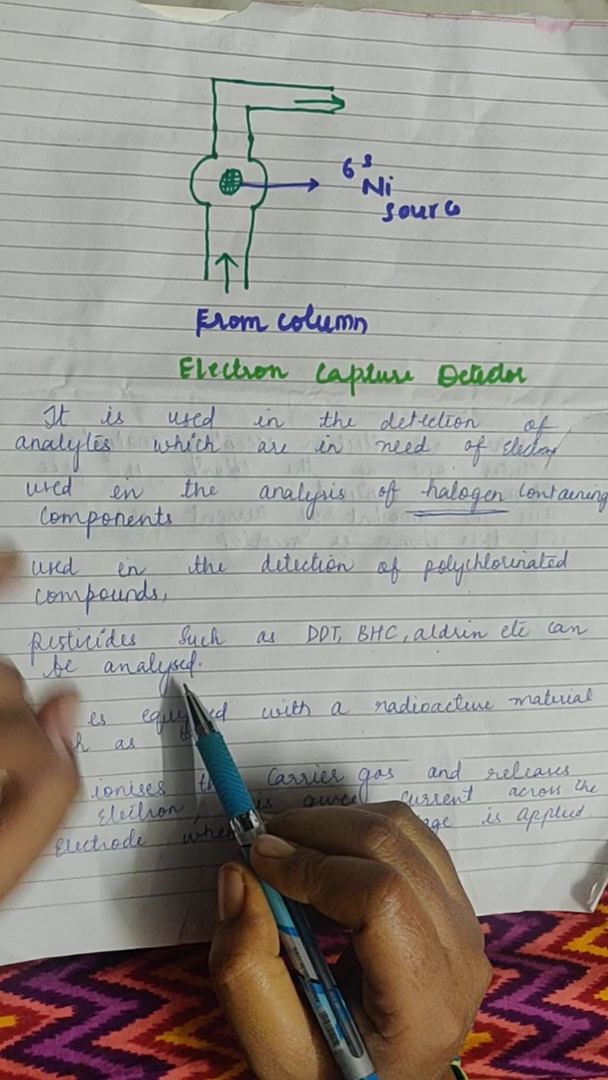 63
Ni
source
From column
Electron Capture Detector
It is used in the detection of
analytes which are in need of electron
used in the analysis of halogen containing
components
used in the detection of polychlorinated
compounds,
pesticides such as DDT, BHC, aldrin etc can
be analysed.
is with a radioactive material
as
ionises carrier gas and releases
electron, current across the
electrode is applied.